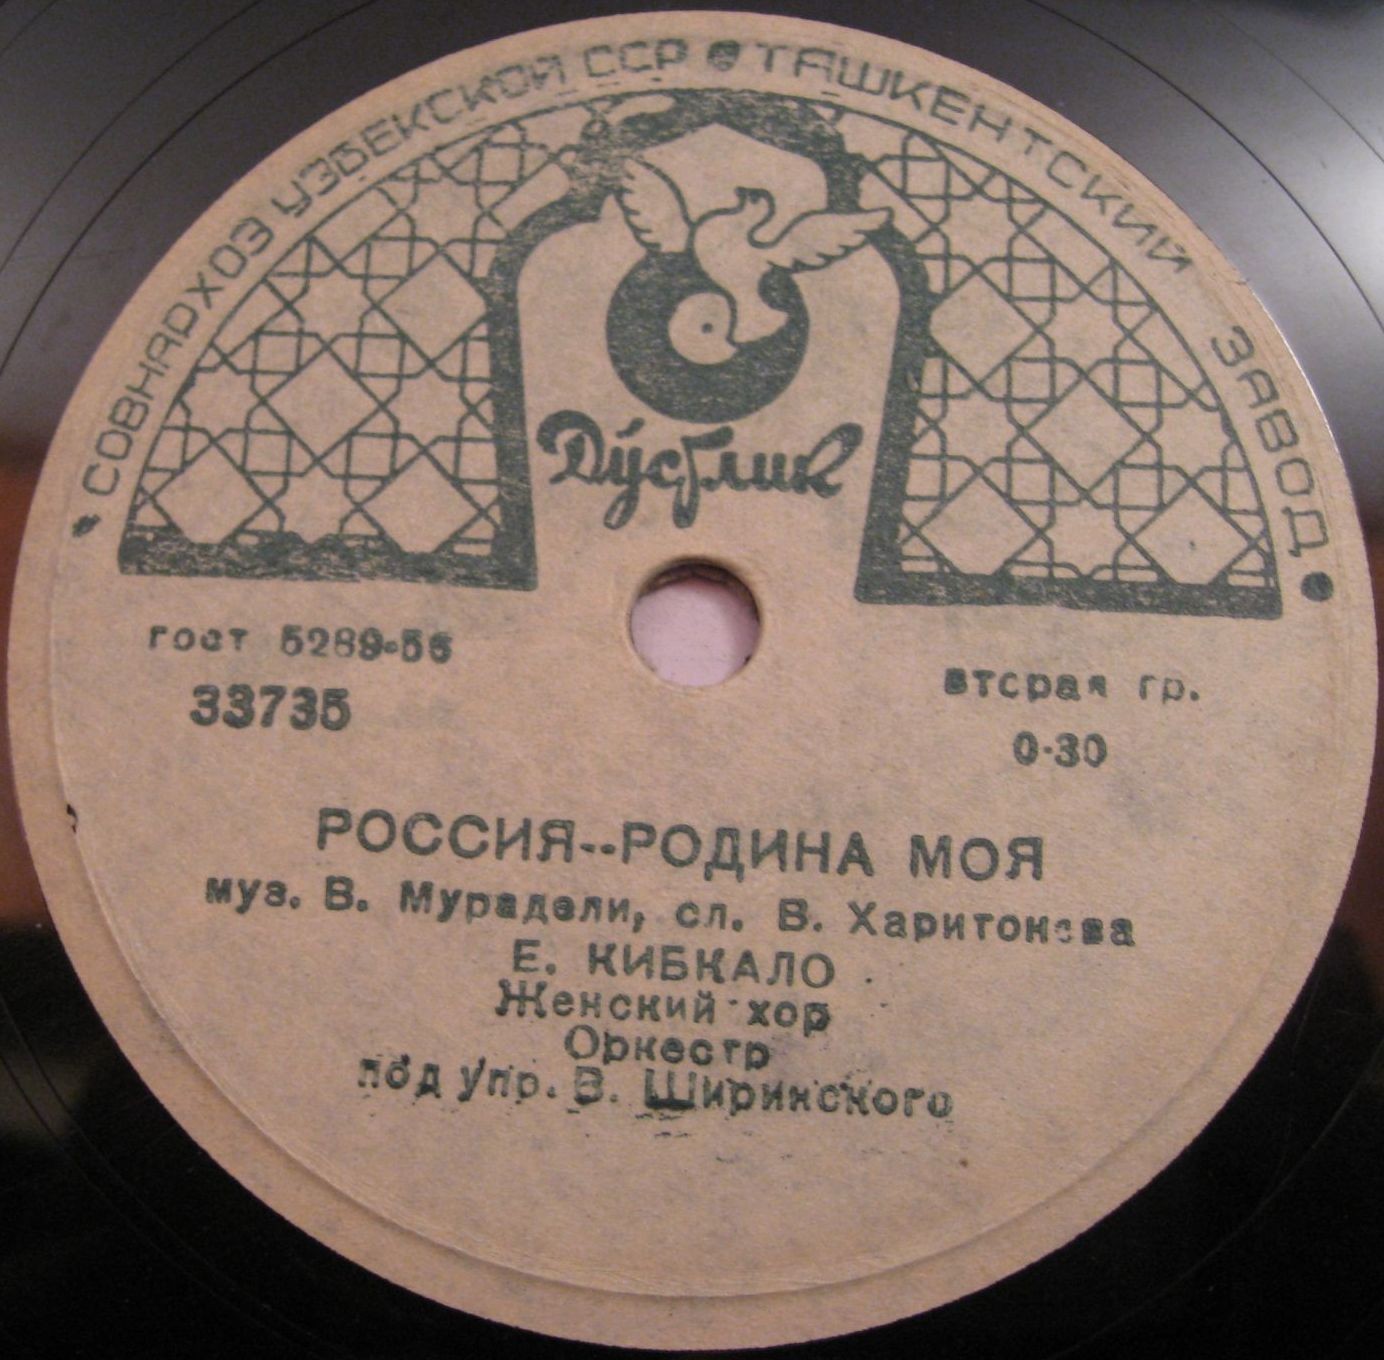 СОВНАРХОЗ УЗБЕКСКОЙ ССР ТАШКЕНТСКИЙ ЗАВОД
Дусблик
гост 5289-56
33735
вторая гр.
0-30
РОССИЯ--РОДИНА МОЯ
муз. В. Мурадели, сл. В. Харитонова
Е. КИБКАЛО
Женский хор
Оркестр
под упр. В. Ширинского